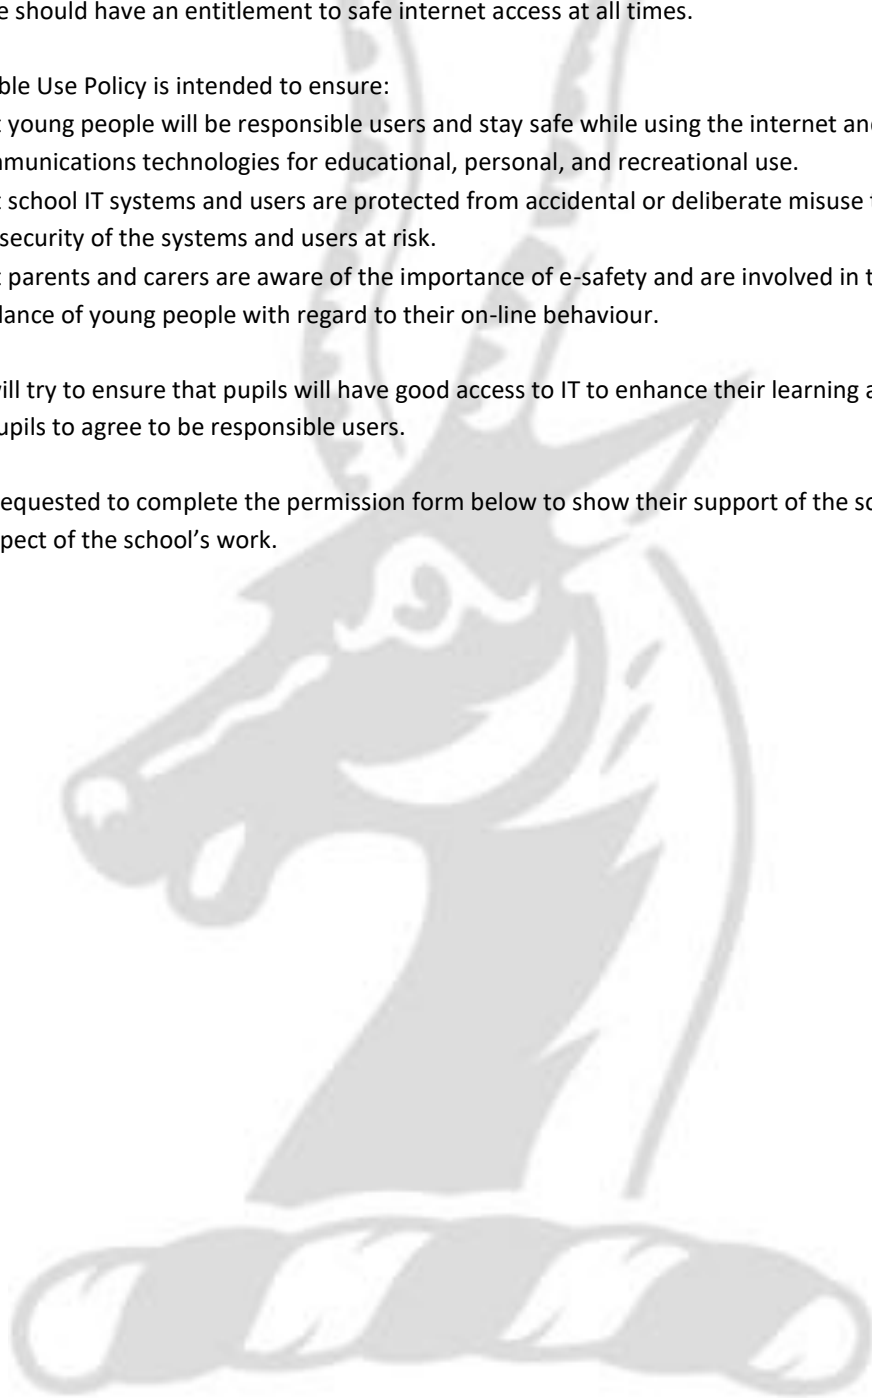 e should have an entitlement to safe internet access at all times.
ble Use Policy is intended to ensure:
t young people will be responsible users and stay safe while using the internet an
mmunications technologies for educational, personal, and recreational use.
t school IT systems and users are protected from accidental or deliberate misuse t
security of the systems and users at risk.
t parents and carers are aware of the importance of e-safety and are involved in t
dance of young people with regard to their on-line behaviour.
ill try to ensure that pupils will have good access to IT to enhance their learning a
upils to agree to be responsible users.
equested to complete the permission form below to show their support of the sc
pect of the school’s work.